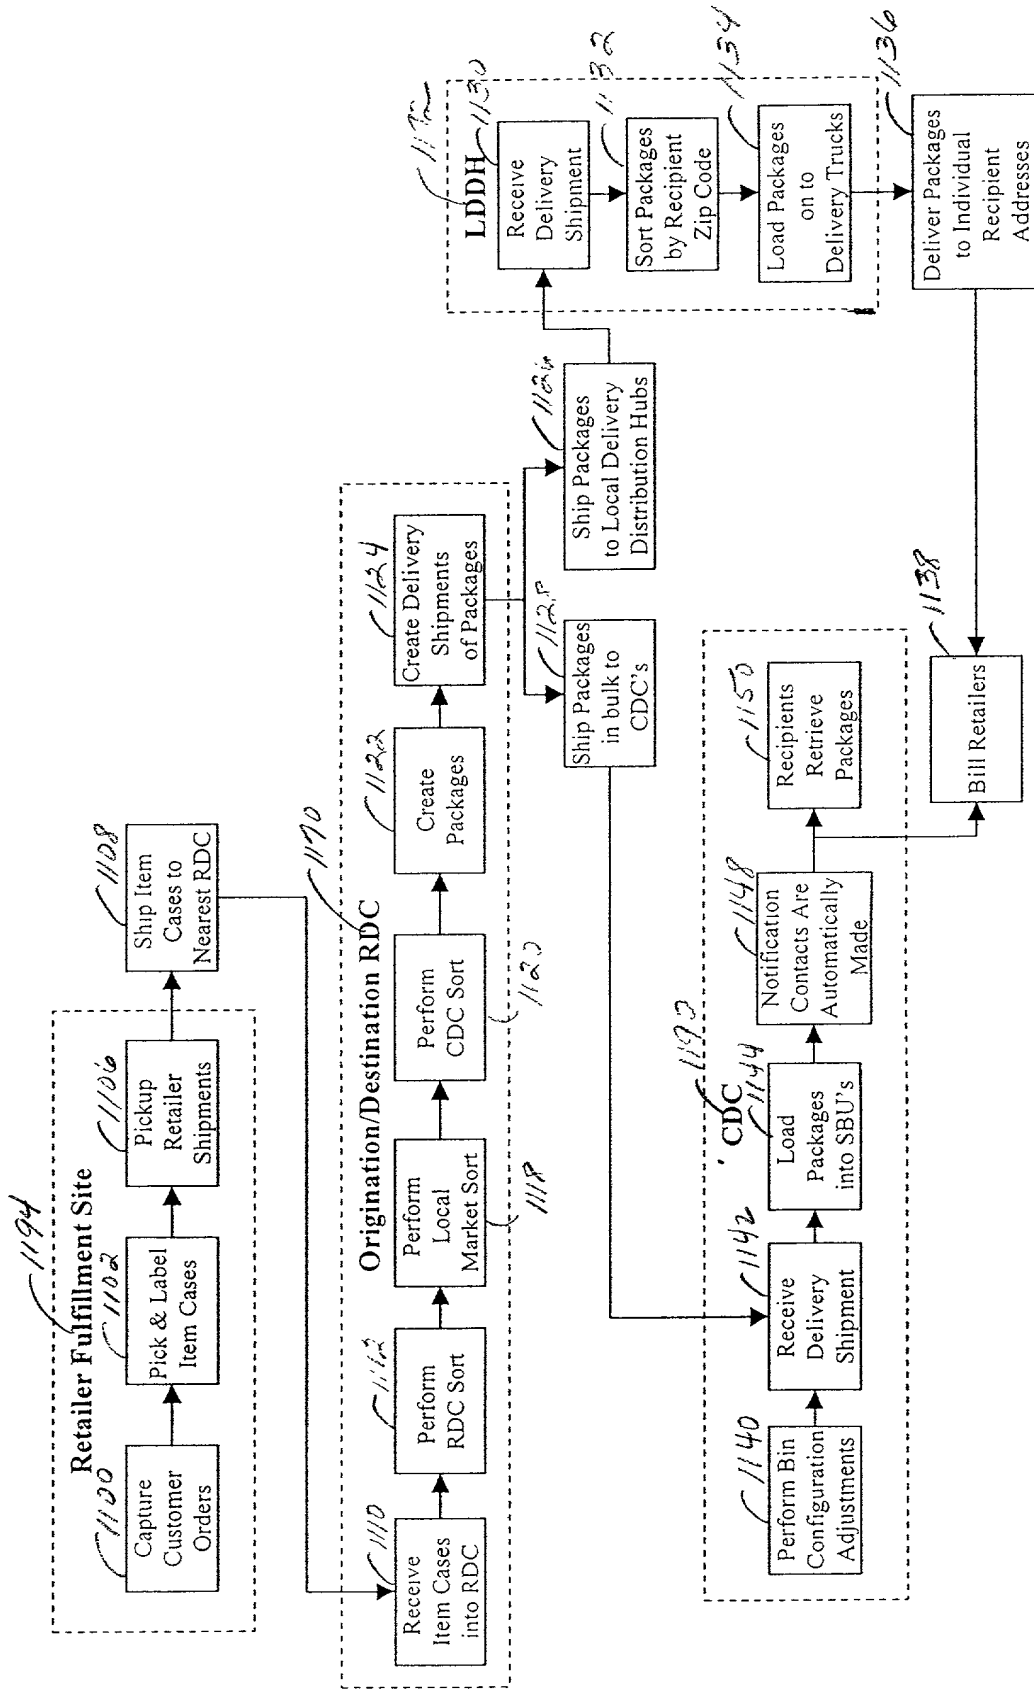 1194
Retailer Fulfillment Site
1100
Capture
Customer
Orders
1102
Pick & Label
Item Cases
1106
Pickup
Retailer
Shipments
1108
Ship Item
Cases to
Nearest RDC
1170
Origination/Destination RDC
1110
Receive
Item Cases
into RDC
1112
Perform
RDC Sort
Perform
Local
Market Sort
1118
Perform
CDC Sort
1120
1122
Create
Packages
1124
Create Delivery
Shipments
of Packages
1128
Ship Packages
in bulk to
CDC's
1126
Ship Packages
to Local Delivery
Distribution Hubs
LDDH
1130
Receive
Delivery
Shipment
1132
Sort Packages
by Recipient
Zip Code
1134
Load Packages
on to
Delivery Trucks
1136
Deliver Packages
to Individual
Recipient
Addresses
1190
CDC
1140
Perform Bin
Configuration
Adjustments
1142
Receive
Delivery
Shipment
1144
Load
Packages
into SBU's
1148
Notification
Contacts Are
Automatically
Made
1150
Recipients
Retrieve
Packages
1138
Bill Retailers